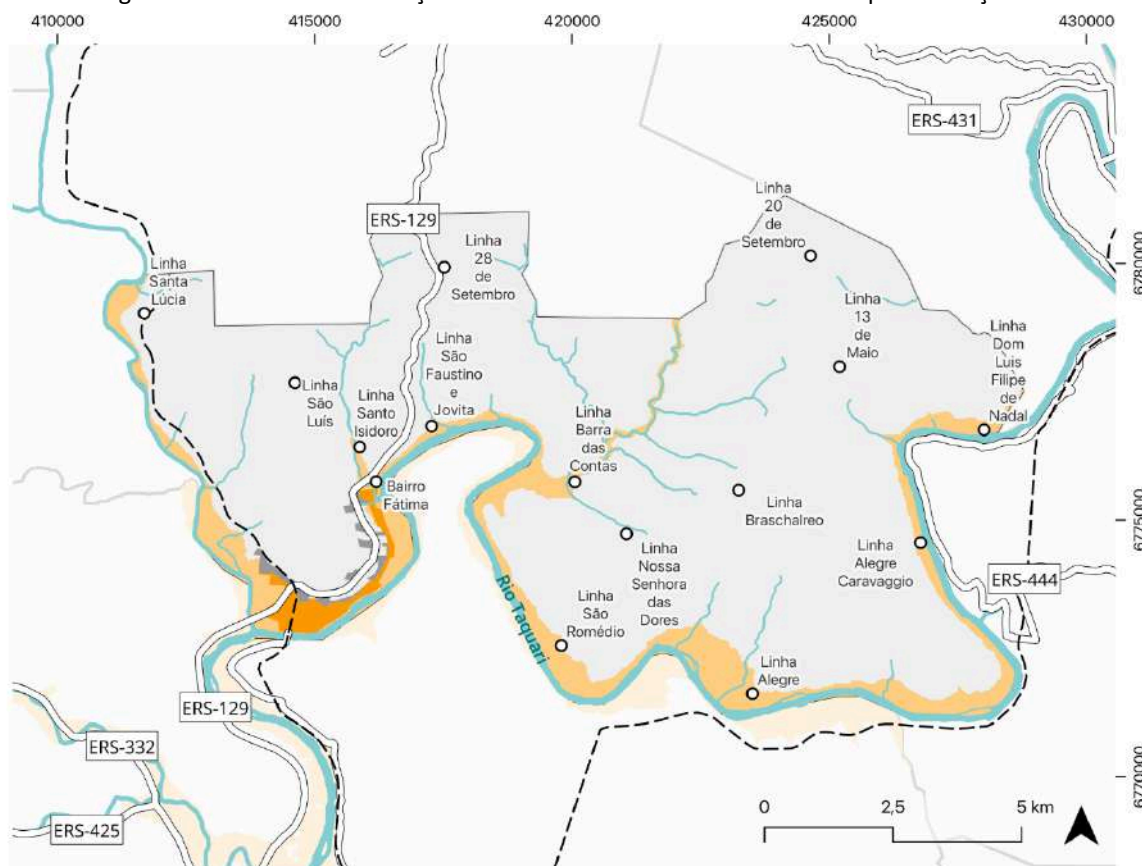 410000
415000
420000
425000
430000
ERS-431
Linha
20
de
Setembro
ERS-129
Linha
28
de
Setembro
6780000
Linha
Santa
Lúcia
Linha
13
de
Maio
Linha
Dom
Luis
Filipe
de
Nadal
Linha
São
Faustino
e
Jovita
Linha
São
Luís
Linha
Santo
Isidoro
Linha
Barra
das
Contas
Bairro
Fátima
Linha
Braschalreo
6775000
Linha
Nossa
Senhora
das
Dores
Linha
Alegre
Caravaggio
ERS-444
Rio Taquari
Linha
São
Romédio
Linha
Alegre
ERS-129
ERS-332
6770000
0
2,5
5 km
ERS-425